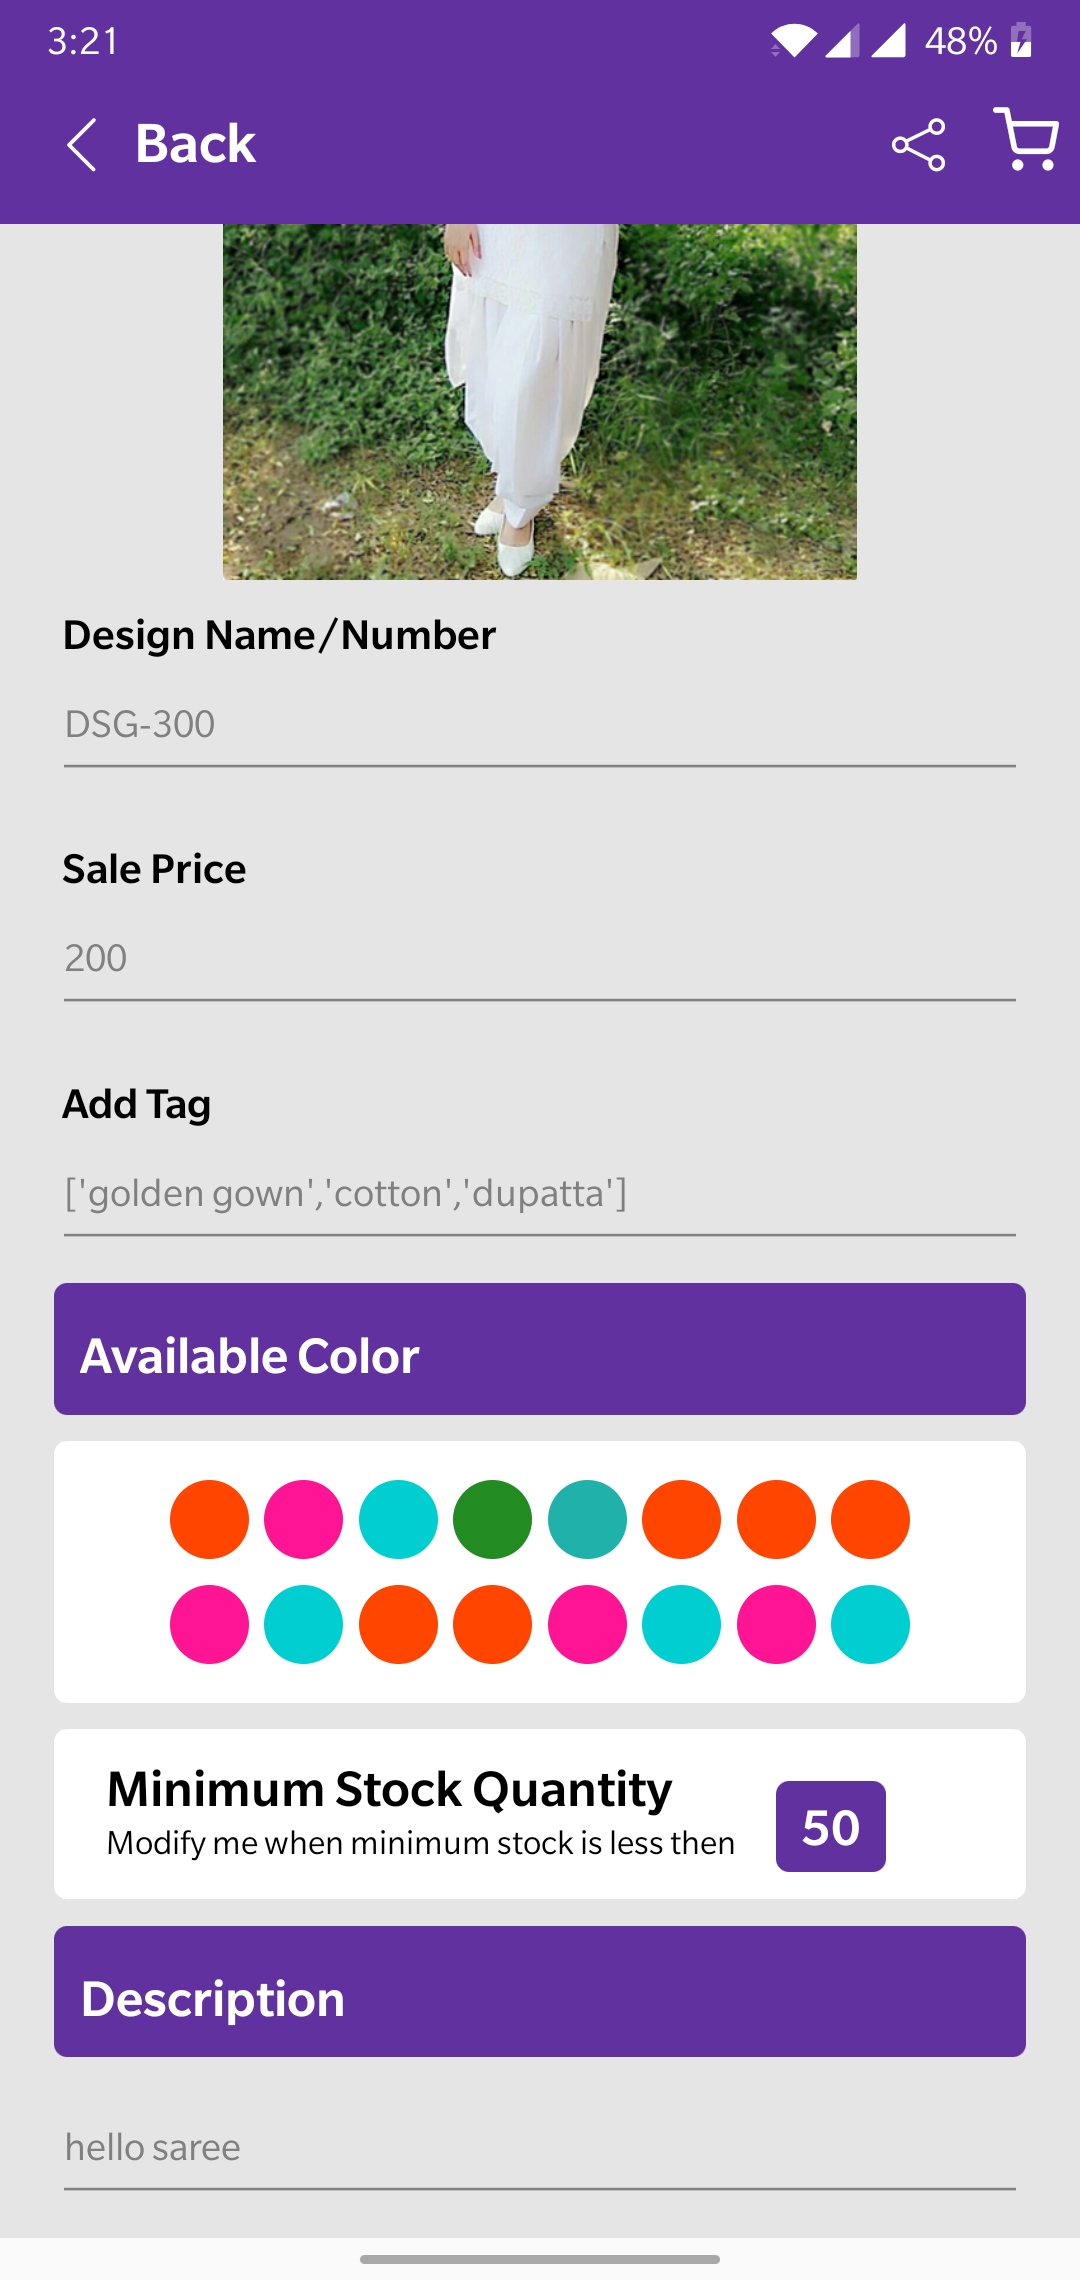 3:21
48%
Back
Design Name/Number
DSG-300
Sale Price
200
Add Tag
['golden gown','cotton','dupatta']
Available Color
Minimum Stock Quantity
Modify me when minimum stock is less then
50
Description
hello saree